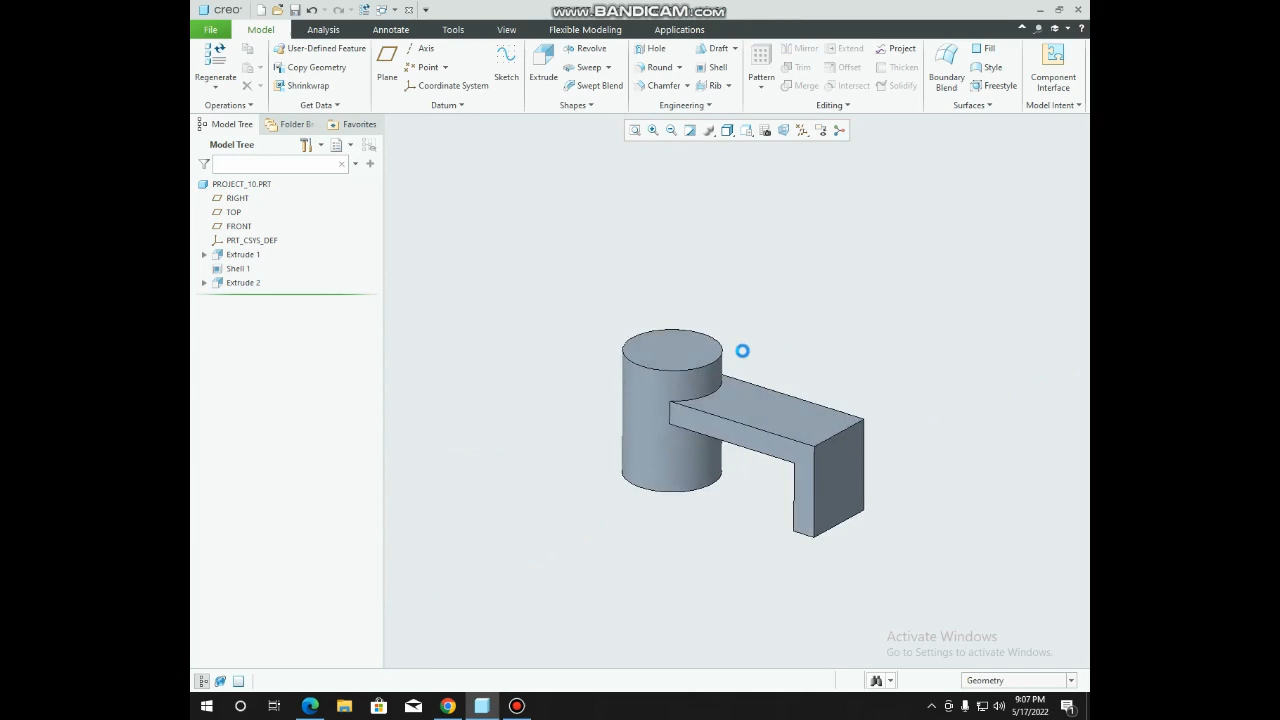 creo
www.BANDICAM.com
File Model Analysis Annotate Tools View Flexible Modeling Applications
Regenerate
User-Defined Feature
Copy Geometry
Shrinkwrap
Plane
Axis
Point
Coordinate System
Sketch
Extrude
Revolve
Sweep
Swept Blend
Hole
Round
Chamfer
Draft
Shell
Rib
Pattern
Mirror
Trim
Merge
Extend
Offset
Intersect
Project
Thicken
Solidify
Boundary
Blend
Fill
Style
Freestyle
Component
Interface
Operations Get Data Datum Shapes Engineering Editing Surfaces Model Intent
Model Tree Folder Br Favorites
Model Tree
PROJECT_10.PRT
RIGHT
TOP
FRONT
PRT_CSYS_DEF
Extrude 1
Shell 1
Extrude 2
Activate Windows
Go to Settings to activate Windows.
Geometry
9:07 PM
5/17/2022